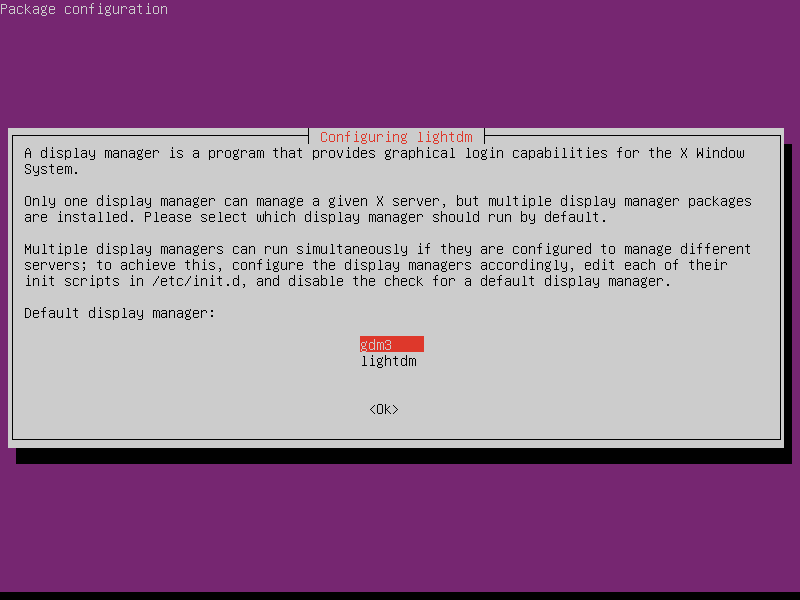 Package configuration
Configuring lightdm
A display manager is a program that provides graphical login capabilities for the X Window
System.
Only one display manager can manage a given X server, but multiple display manager packages
are installed. Please select which display manager should run by default.
Multiple display managers can run simultaneously if they are configured to manage different
servers; to achieve this, configure the display managers accordingly, edit each of their
init scripts in /etc/init.d, and disable the check for a default display manager.
Default display manager:
gdm3
lightdm
<Ok>